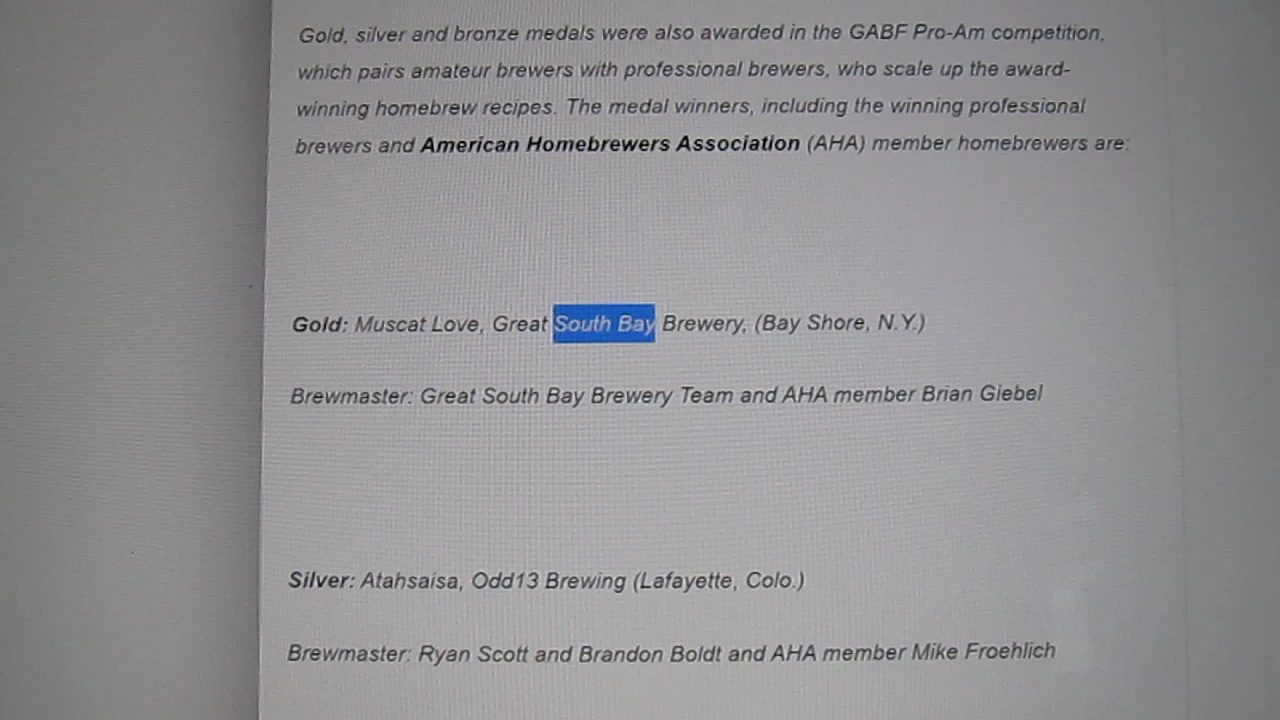 Gold, silver and bronze medals were also awarded in the GABF Pro-Am competition,
which pairs amateur brewers with professional brewers, who scale up the award-
winning homebrew recipes. The medal winners, including the winning professional
brewers and American Homebrewers Association (AHA) member homebrewers are:
Gold: Muscat Love, Great South Bay Brewery, (Bay Shore, N.Y.)
Brewmaster: Great South Bay Brewery Team and AHA member Brian Giebel
Silver: Atahsaisa, Odd13 Brewing (Lafayette, Colo.)
Brewmaster: Ryan Scott and Brandon Boldt and AHA member Mike Froehlich